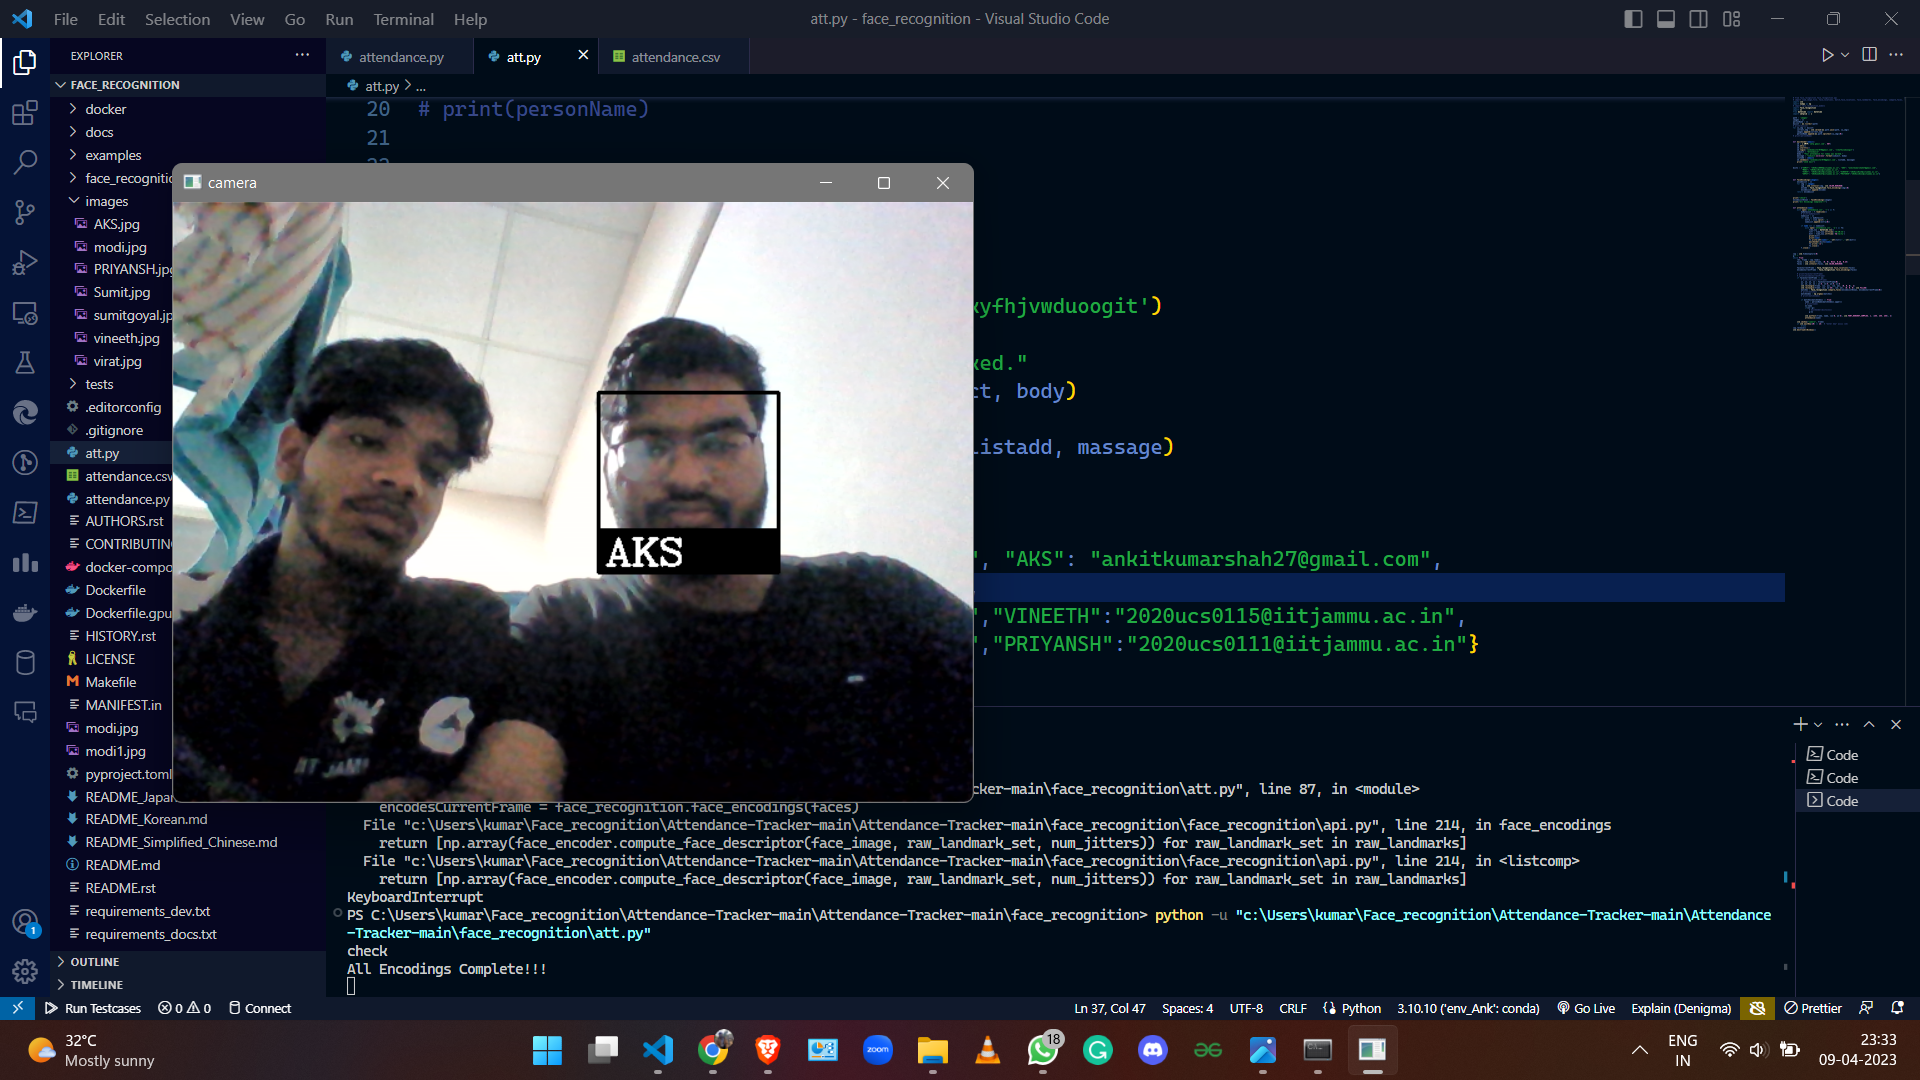 File Edit Selection View Go Run Terminal Help
att.py - face_recognition - Visual Studio Code
EXPLORER
attendance.py
att.py
attendance.csv
FACE_RECOGNITION
att.py > ...
docker
docs
examples
face_recognitio
images
AKS.jpg
modi.jpg
PRIYANSH.jpg
Sumit.jpg
sumitgoyal.jp
vineeth.jpg
virat.jpg
tests
.editorconfig
.gitignore
att.py
attendance.csv
attendance.py
AUTHORS.rst
CONTRIBUTIN
docker-compo
Dockerfile
Dockerfile.gpu
HISTORY.rst
LICENSE
Makefile
MANIFEST.in
modi.jpg
modi1.jpg
pyproject.toml
README_Japan
README_Korean.md
README_Simplified_Chinese.md
README.md
README.rst
requirements_dev.txt
requirements_docs.txt
OUTLINE
TIMELINE
20 # print(personName)
21
camera
AKS
xyfhjvwduoogit')
ked."
ct, body)
listadd, massage)
", "AKS": "ankitkumarshah27@gmail.com",
","VINEETH":"2020ucs0115@iitjammu.ac.in",
","PRIYANSH":"2020ucs0111@iitjammu.ac.in"}
Code
Code
Code
cker-main\face_recognition\att.py", line 87, in <module>
encodesCurrentFrame = face_recognition.face_encodings(faces)
File "c:\Users\kumar\Face_recognition\Attendance-Tracker-main\Attendance-Tracker-main\face_recognition\face_recognition\api.py", line 214, in face_encodings
return [np.array(face_encoder.compute_face_descriptor(face_image, raw_landmark_set, num_jitters)) for raw_landmark_set in raw_landmarks]
File "c:\Users\kumar\Face_recognition\Attendance-Tracker-main\Attendance-Tracker-main\face_recognition\face_recognition\api.py", line 214, in <listcomp>
return [np.array(face_encoder.compute_face_descriptor(face_image, raw_landmark_set, num_jitters)) for raw_landmark_set in raw_landmarks]
KeyboardInterrupt
PS C:\Users\kumar\Face_recognition\Attendance-Tracker-main\Attendance-Tracker-main\face_recognition> python -u "c:\Users\kumar\Face_recognition\Attendance-Tracker-main\Attendance
-Tracker-main\face_recognition\att.py"
check
All Encodings Complete!!!
1
Run Testcases
0 0
Connect
Ln 37, Col 47
Spaces: 4
UTF-8
CRLF
Python
3.10.10 ('env_Ank': conda)
Go Live
Explain (Denigma)
Prettier
32°C
Mostly sunny
zoom
18
ENG
IN
23:33
09-04-2023